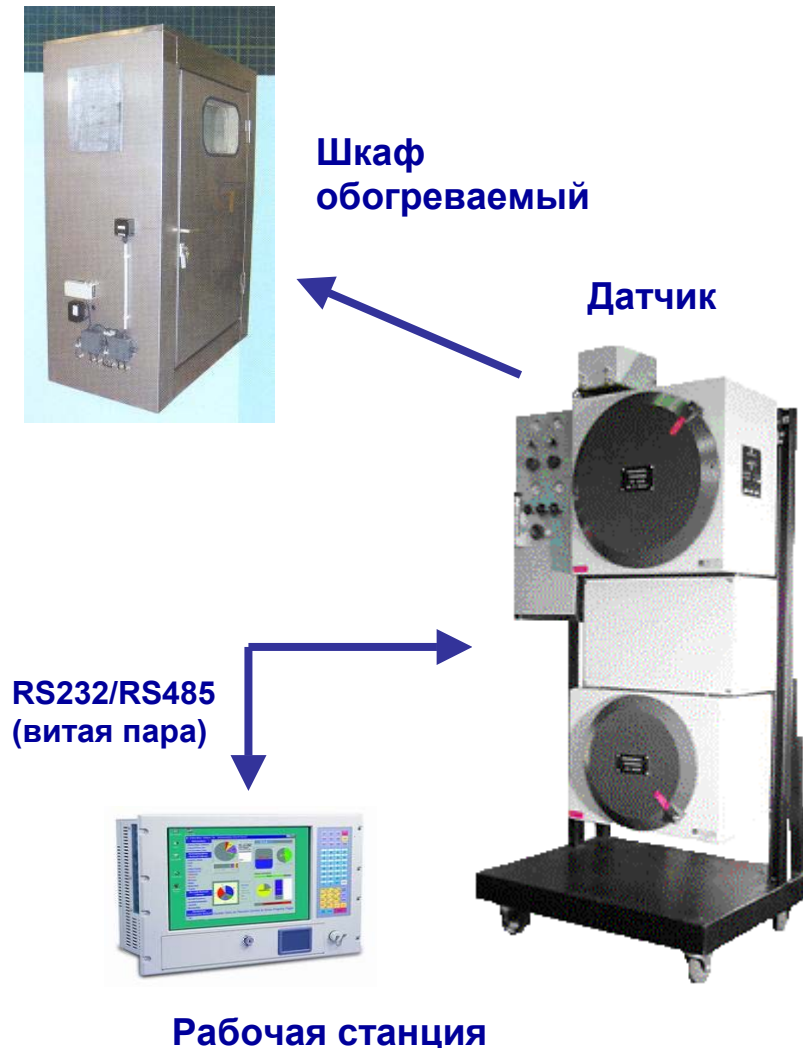 Шкаф
обогреваемый
Датчик
RS232/RS485
(витая пара)
Рабочая станция